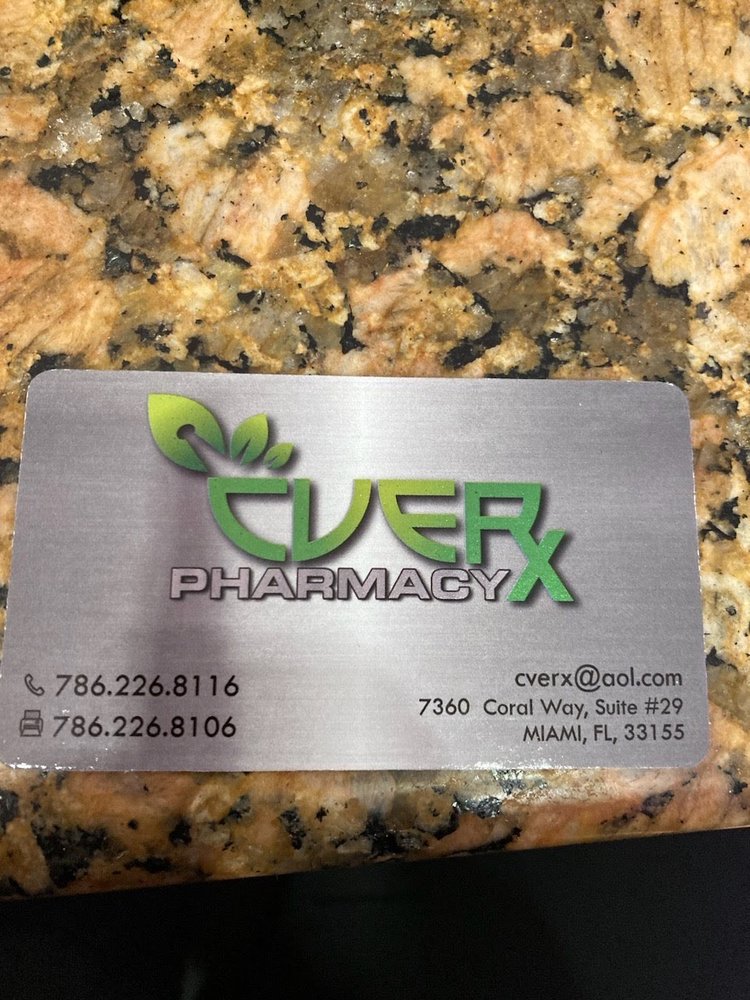 CVERx
PHARMACY
786.226.8116
786.226.8106
cverx@aol.com
7360 Coral Way, Suite #29
MIAMI, FL, 33155